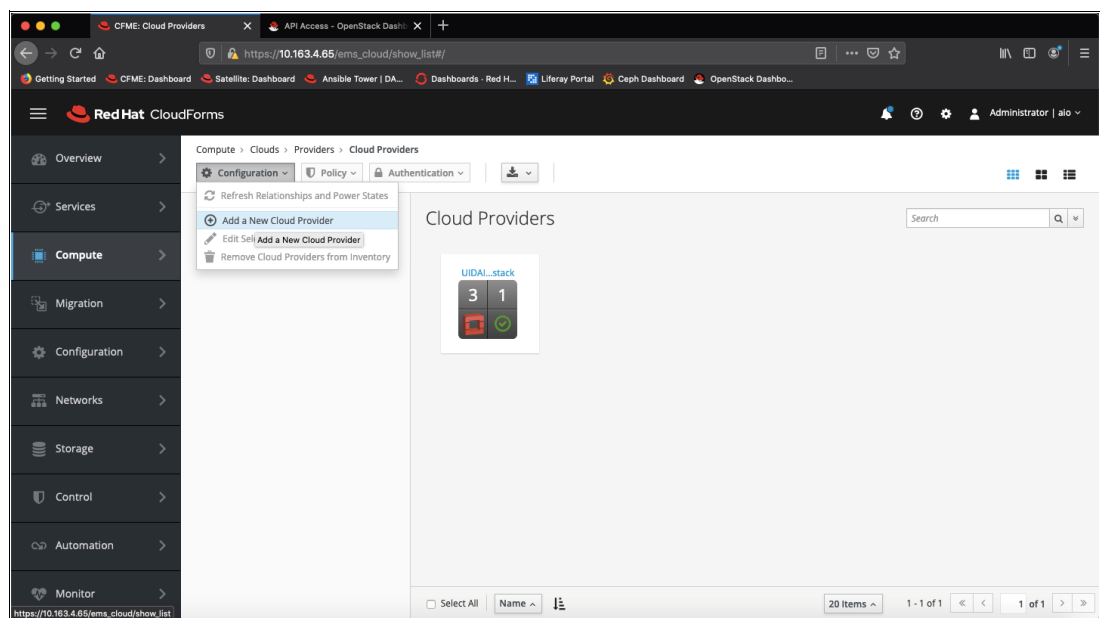 CFME: Cloud Providers
API Access - OpenStack Dashb
https://10.163.4.65/ems_cloud/show_list#/
Getting Started CFME: Dashboard Satellite: Dashboard Ansible Tower | DA... Dashboards - Red H... Liferay Portal Ceph Dashboard OpenStack Dashbo...
Red Hat CloudForms
Administrator | aio
Overview
Services
Compute
Migration
Configuration
Networks
Storage
Control
Automation
Monitor
https://10.163.4.65/ems_cloud/show_list
Compute > Clouds > Providers > Cloud Providers
Configuration Policy Authentication
Refresh Relationships and Power States
Add a New Cloud Provider
Edit Sel
Add a New Cloud Provider
Remove Cloud Providers from Inventory
Cloud Providers
Search
UIDAI...stack
3 1
Select All Name 20 Items 1 - 1 of 1 « < 1 of 1 > »